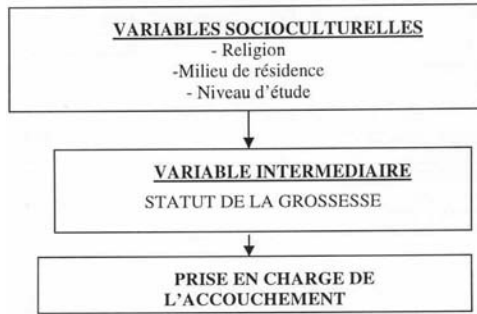 VARIABLES SOCIOCULTURELLES
- Religion
-Milieu de résidence
- Niveau d'étude
VARIABLE INTERMEDIAIRE
STATUT DE LA GROSSESSE
PRISE EN CHARGE DE
L'ACCOUCHEMENT